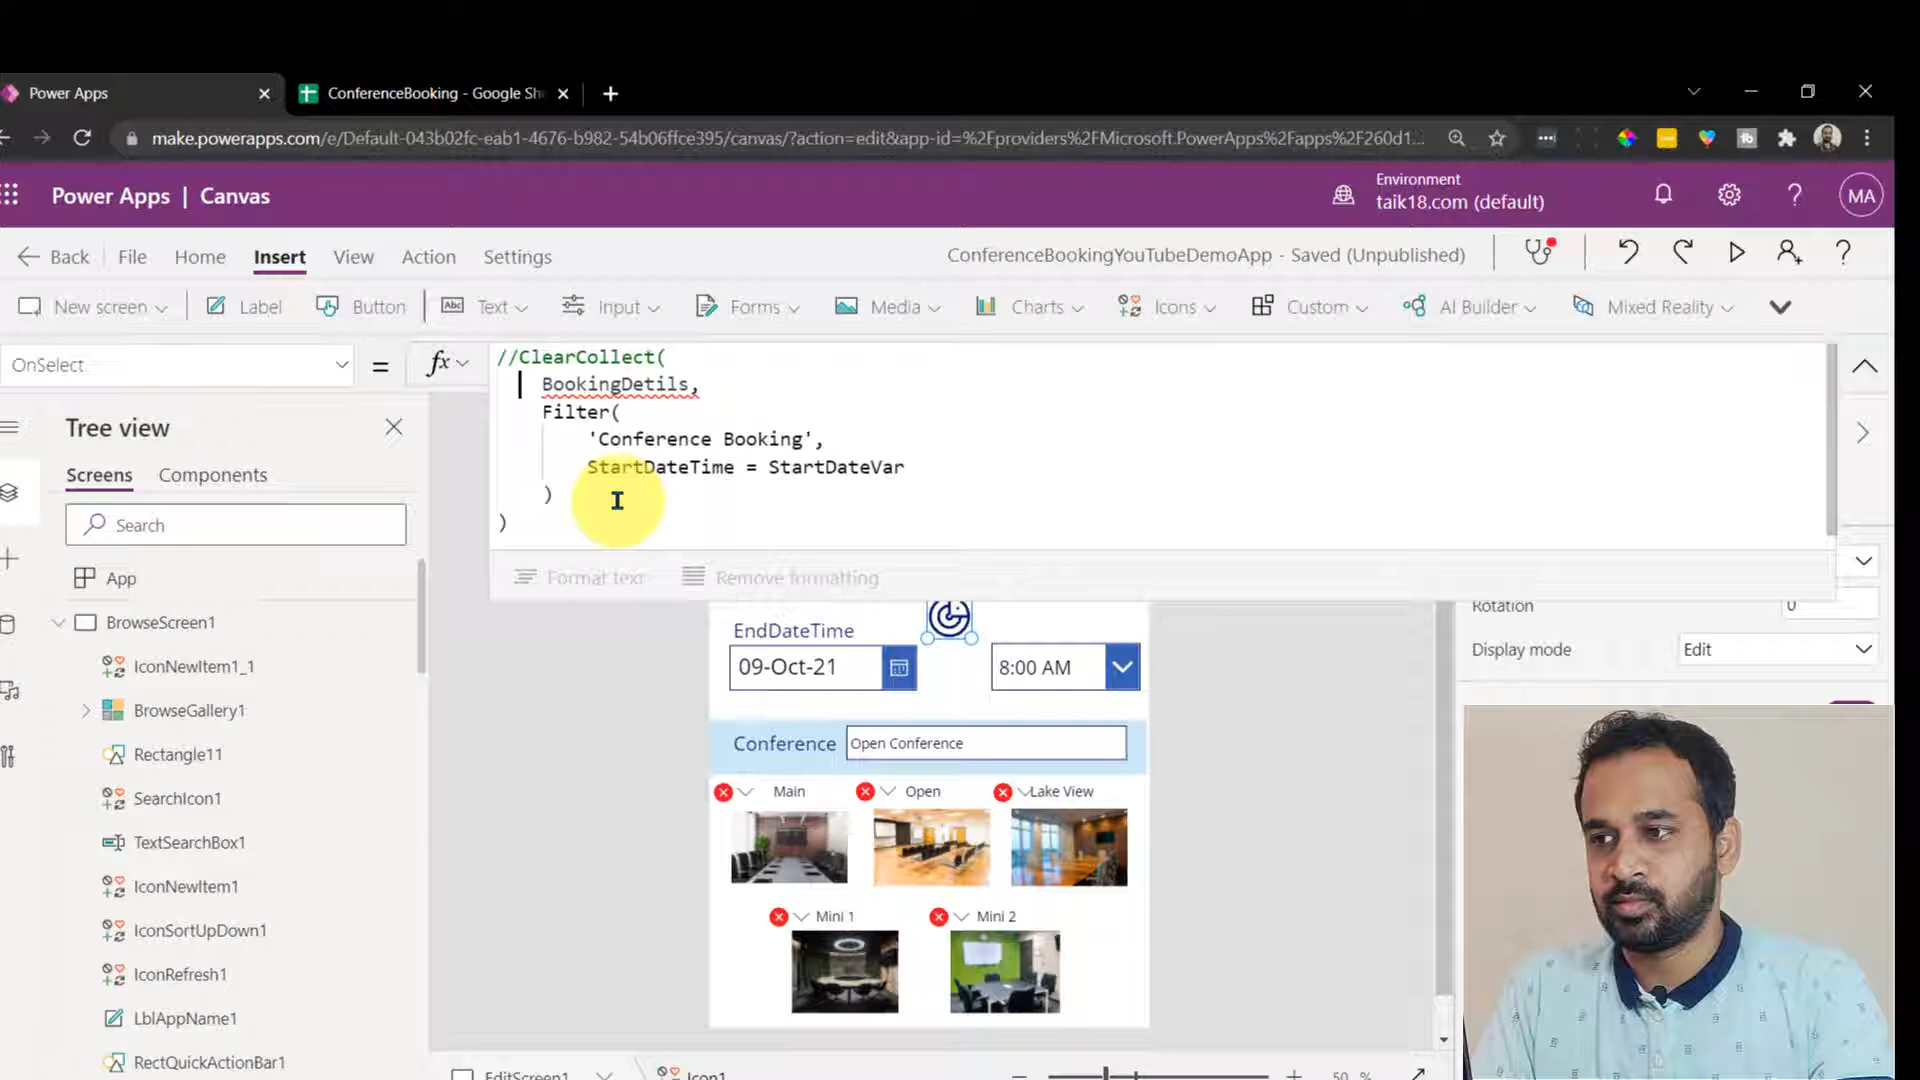 Power Apps
ConferenceBooking - Google She
make.powerapps.com/e/Default-043b02fc-eab1-4676-b982-54b06ffce395/canvas/?action=edit&app-id=%2Fproviders%2FMicrosoft.PowerApps%2Fapps%2F260d1...
Power Apps | Canvas
Environment
taik18.com (default)
MA
Back File Home Insert View Action Settings
ConferenceBookingYouTubeDemoApp - Saved (Unpublished)
New screen Label Button Text Input Forms Media Charts Icons Custom AI Builder Mixed Reality
OnSelect = fx
//ClearCollect(
BookingDetils,
Filter(
'Conference Booking',
StartDateTime = StartDateVar
)
)
Format text Remove formatting
Tree view
Screens Components
Search
App
BrowseScreen1
IconNewItem1_1
BrowseGallery1
Rectangle11
SearchIcon1
TextSearchBox1
IconNewItem1
IconSortUpDown1
IconRefresh1
LblAppName1
RectQuickActionBar1
EndDateTime
09-Oct-21 8:00 AM
Conference Open Conference
Main Open Lake View
Mini 1 Mini 2
Rotation 0
Display mode Edit
EditScreen1 Icon1 50 %